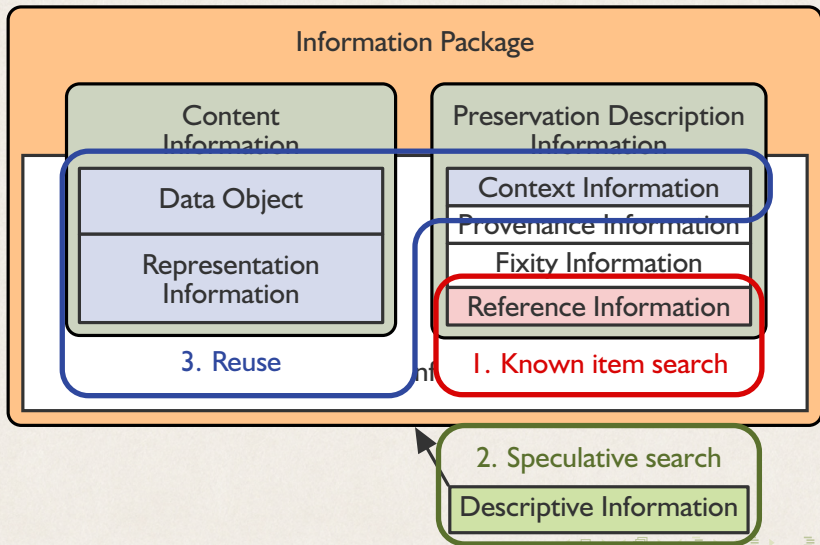 Information Package
Content
Information
Data Object
Representation
Information
Preservation Description
Information
Context Information
Provenance Information
Fixity Information
Reference Information
3. Reuse
1. Known item search
2. Speculative search
Descriptive Information